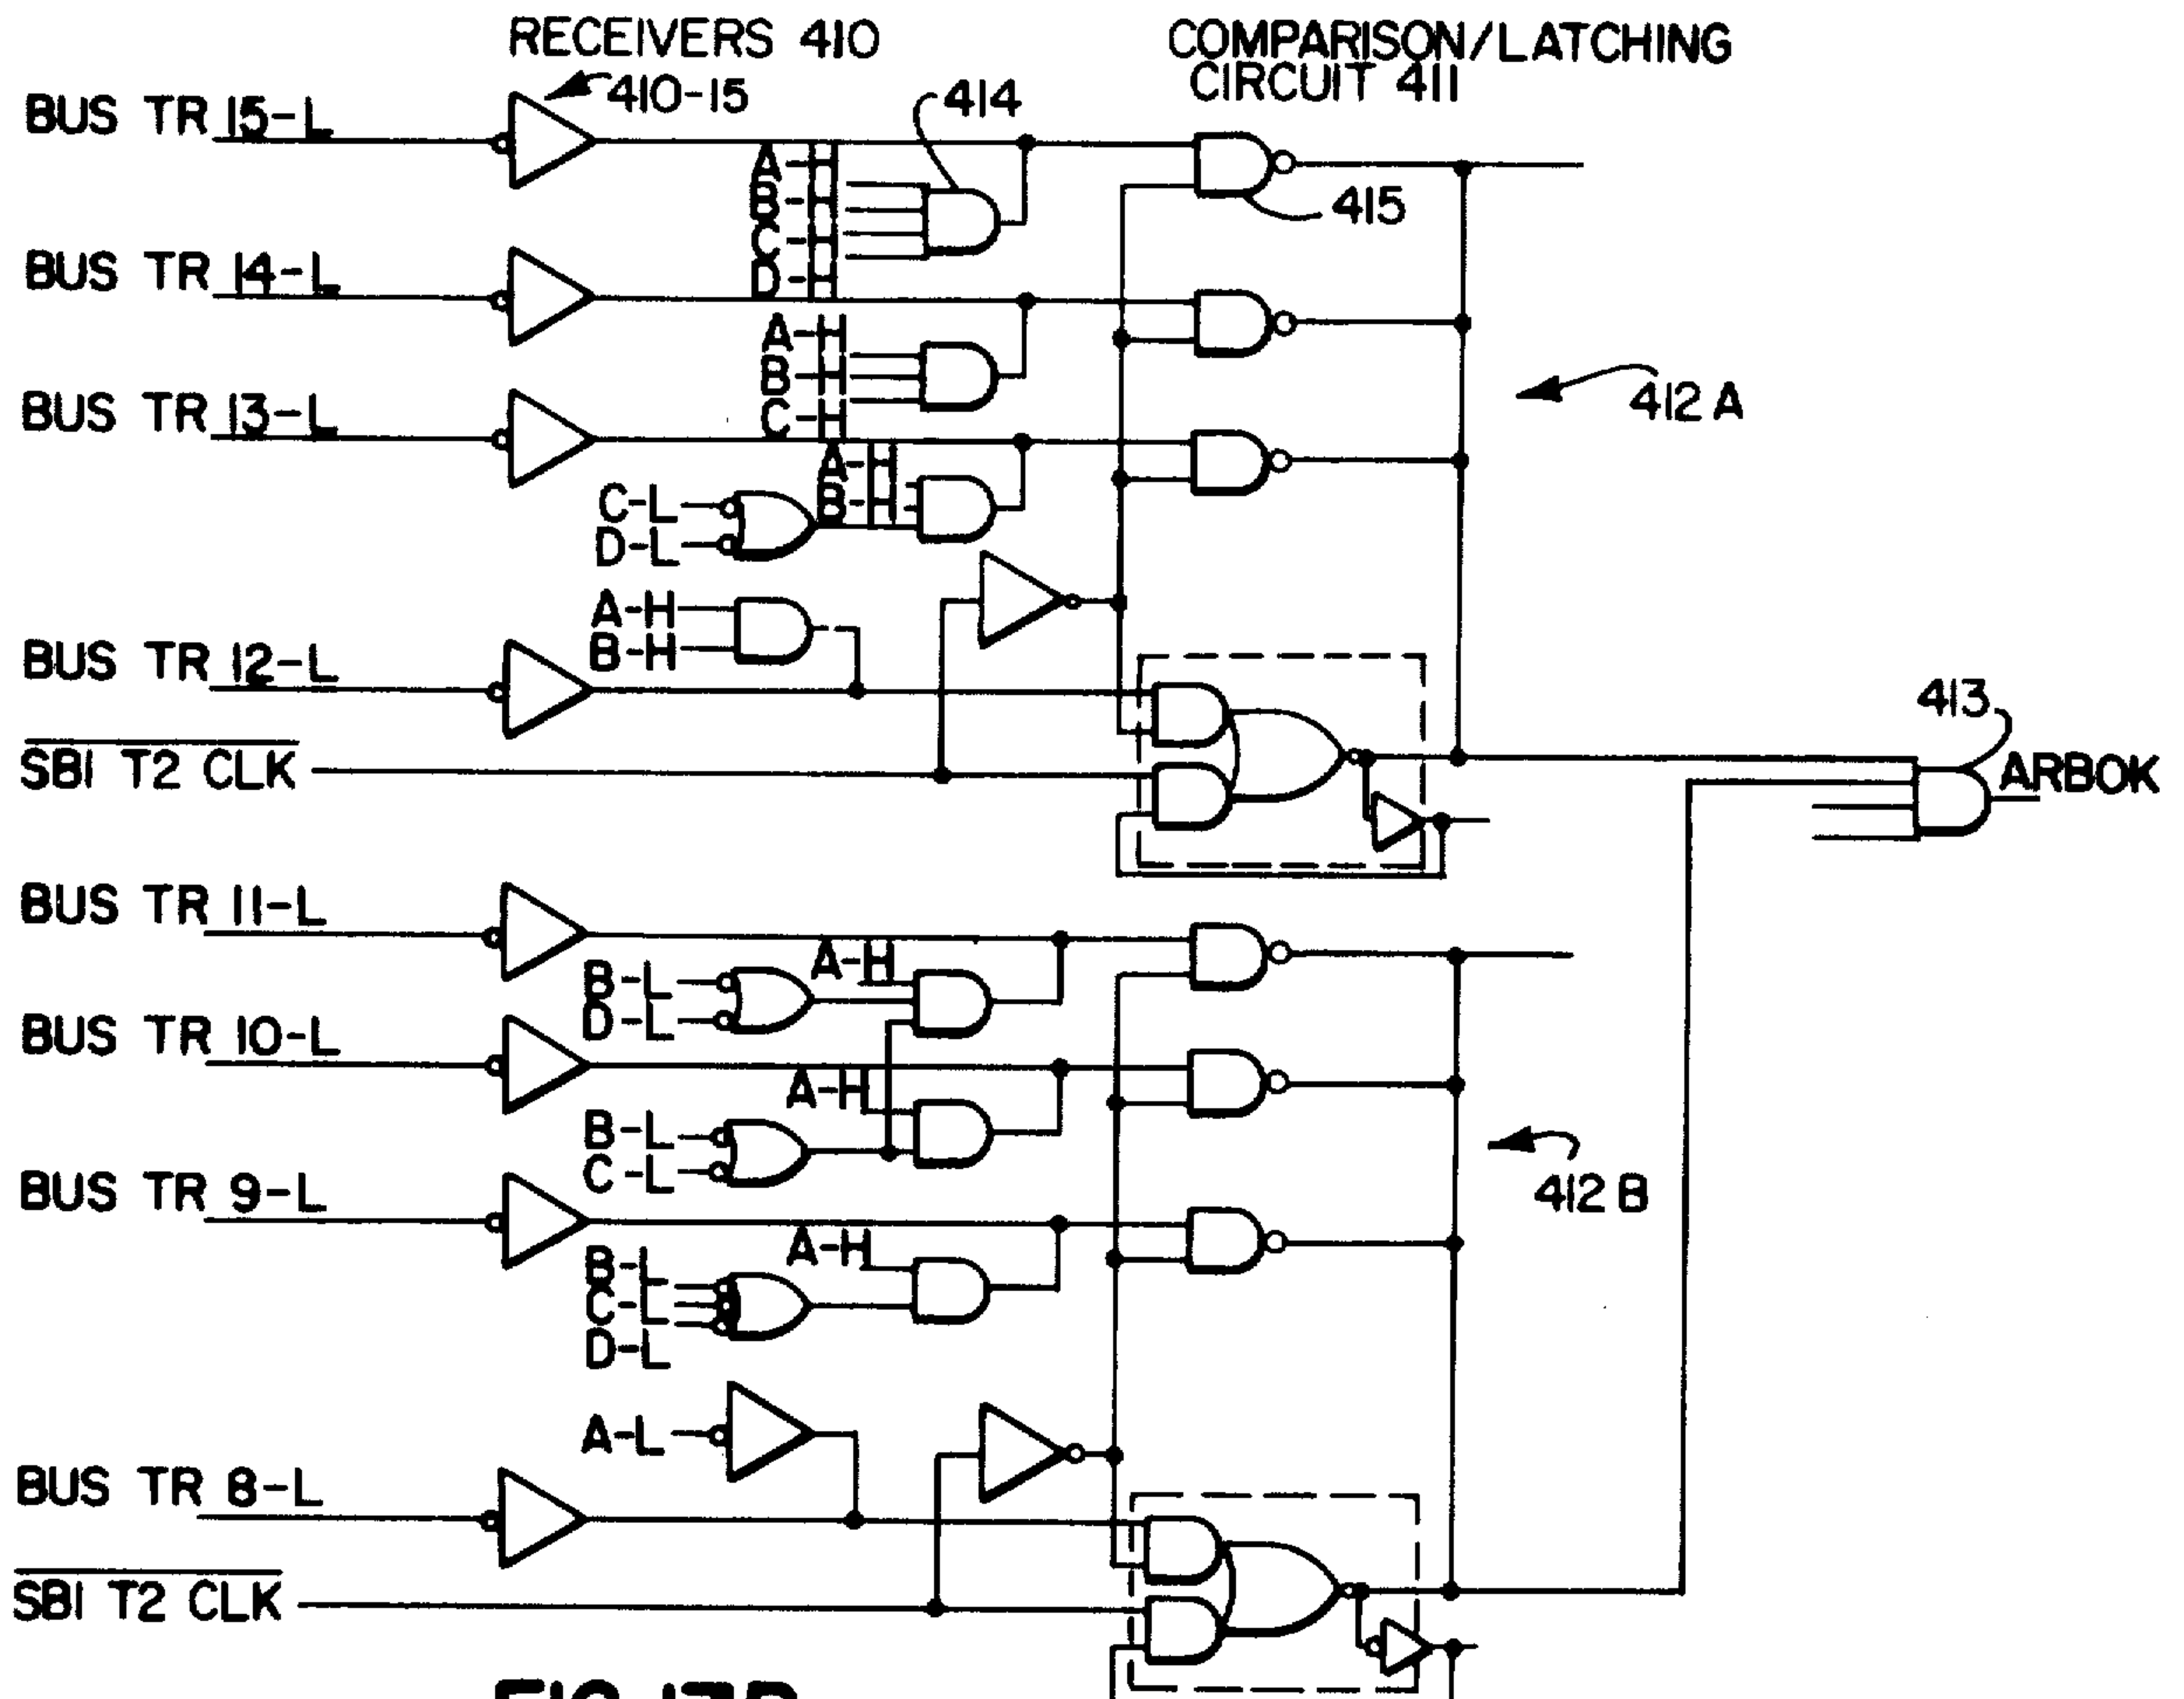 RECEIVERS 410
COMPARISON/LATCHING
CIRCUIT 411
BUS TR 15-L
410-15
414
A-H
B-H
C-H
D-H
415
BUS TR 14-L
A-H
B-H
C-H
412A
BUS TR 13-L
A-H
B-H
C-L
D-L
A-H
B-H
BUS TR 12-L
413
SBI T2 CLK
ARBOK
BUS TR 11-L
A-H
B-L
D-L
BUS TR 10-L
A-H
B-L
C-L
412B
BUS TR 9-L
A-H
B-L
C-L
D-L
A-L
BUS TR 8-L
SBI T2 CLK